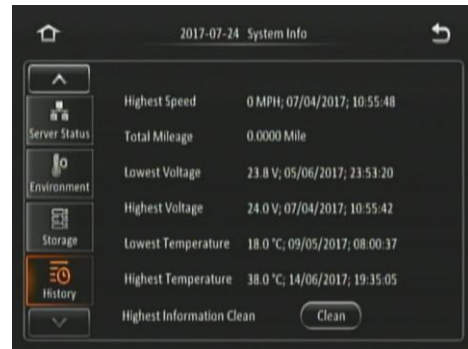 2017-07-24 System Info
Server Status
Environment
Storage
History
Highest Speed 0 MPH; 07/04/2017; 10:55:48
Total Mileage 0.0000 Mile
Lowest Voltage 23.8 V; 05/06/2017; 23:53:20
Highest Voltage 24.0 V; 07/04/2017; 10:55:42
Lowest Temperature 18.0 °C; 09/05/2017; 08:00:37
Highest Temperature 38.0 °C; 14/06/2017; 19:35:05
Highest Information Clean Clean